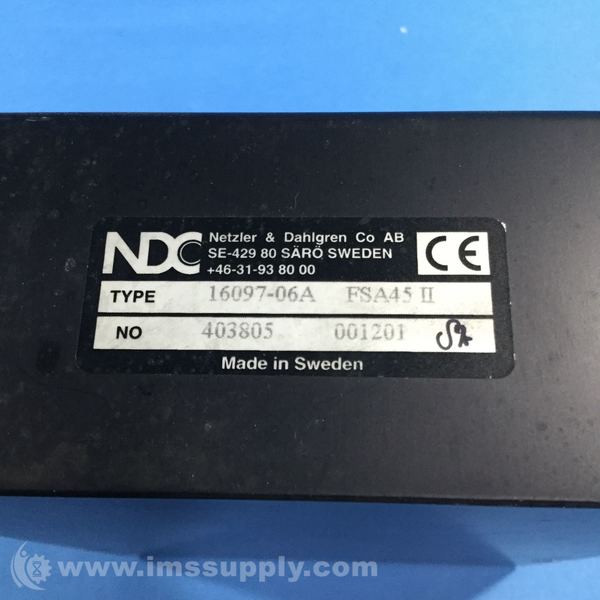 NDC Netzler & Dahlgren Co AB
SE-429 80 SÄRÖ SWEDEN
+46-31-93 80 00
CE
TYPE 16097-06A FSA45 II
NO 403805 001201
Made in Sweden
www.imssupply.com